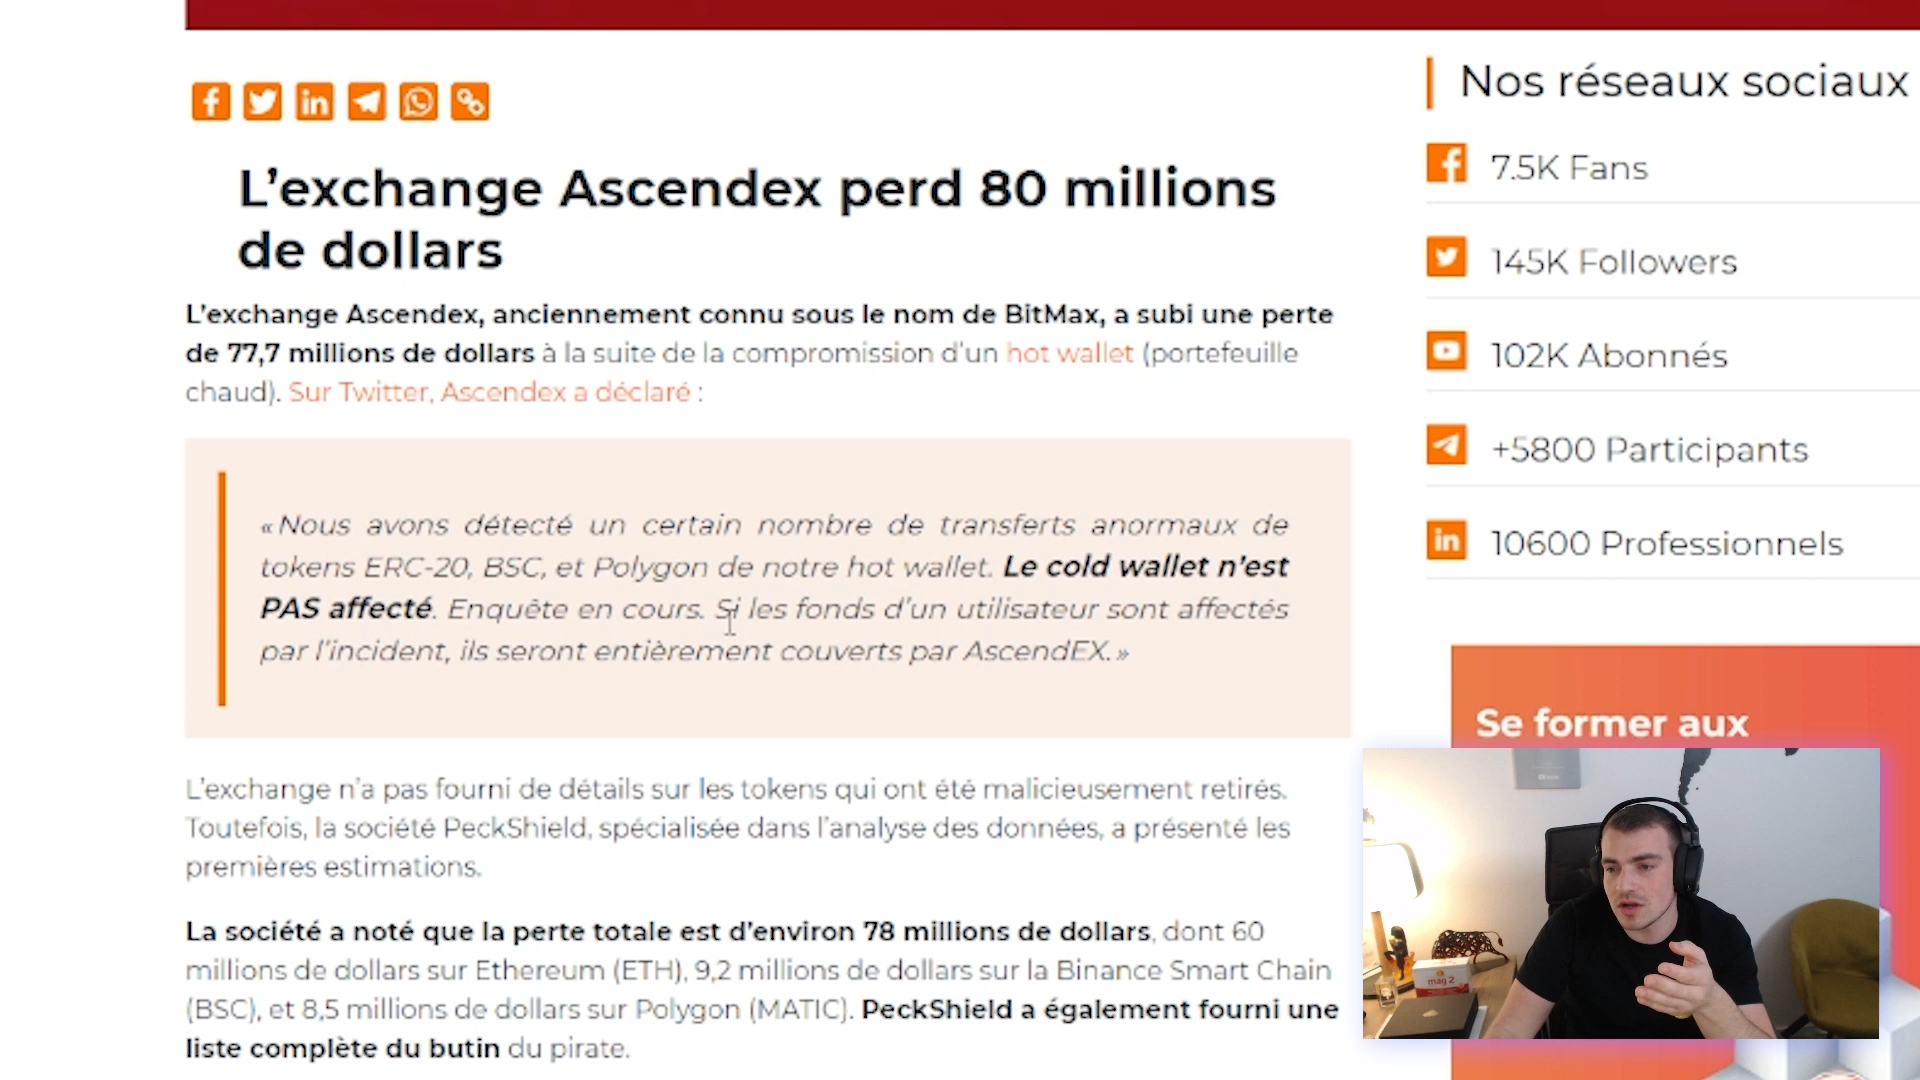 L'exchange Ascendex perd 80 millions
de dollars
L'exchange Ascendex, anciennement connu sous le nom de BitMax, a subi une perte
de 77,7 millions de dollars à la suite de la compromission d'un hot wallet (portefeuille
chaud). Sur Twitter, Ascendex a déclaré :
« Nous avons détecté un certain nombre de transferts anormaux de
tokens ERC-20, BSC, et Polygon de notre hot wallet. Le cold wallet n'est
PAS affecté. Enquête en cours. Si les fonds d'un utilisateur sont affectés
par l'incident, ils seront entièrement couverts par AscendEX. »
L'exchange n'a pas fourni de détails sur les tokens qui ont été malicieusement retirés.
Toutefois, la société PeckShield, spécialisée dans l'analyse des données, a présenté les
premières estimations.
La société a noté que la perte totale est d'environ 78 millions de dollars, dont 60
millions de dollars sur Ethereum (ETH), 9,2 millions de dollars sur la Binance Smart Chain
(BSC), et 8,5 millions de dollars sur Polygon (MATIC). PeckShield a également fourni une
liste complète du butin du pirate.
Nos réseaux sociaux
7.5K Fans
145K Followers
102K Abonnés
+5800 Participants
10600 Professionnels
Se former aux
mag 2